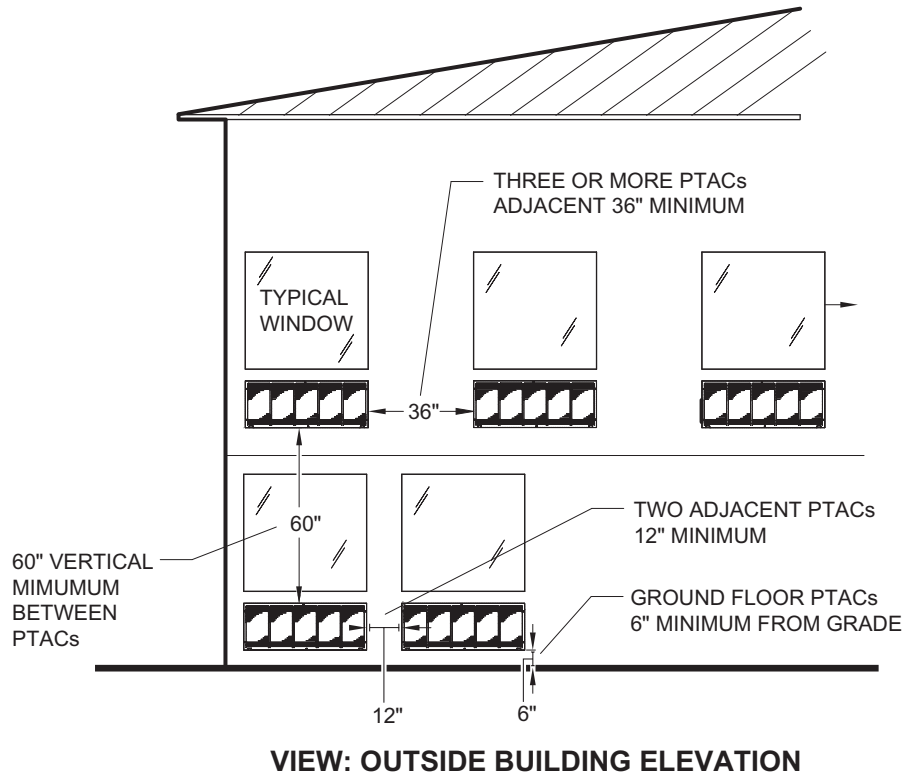 THREE OR MORE PTACs
ADJACENT 36" MINIMUM
TYPICAL
WINDOW
36"
60"
TWO ADJACENT PTACs
12" MINIMUM
60" VERTICAL
MIMUMUM
BETWEEN
PTACs
GROUND FLOOR PTACs
6" MINIMUM FROM GRADE
12"
6"
VIEW: OUTSIDE BUILDING ELEVATION